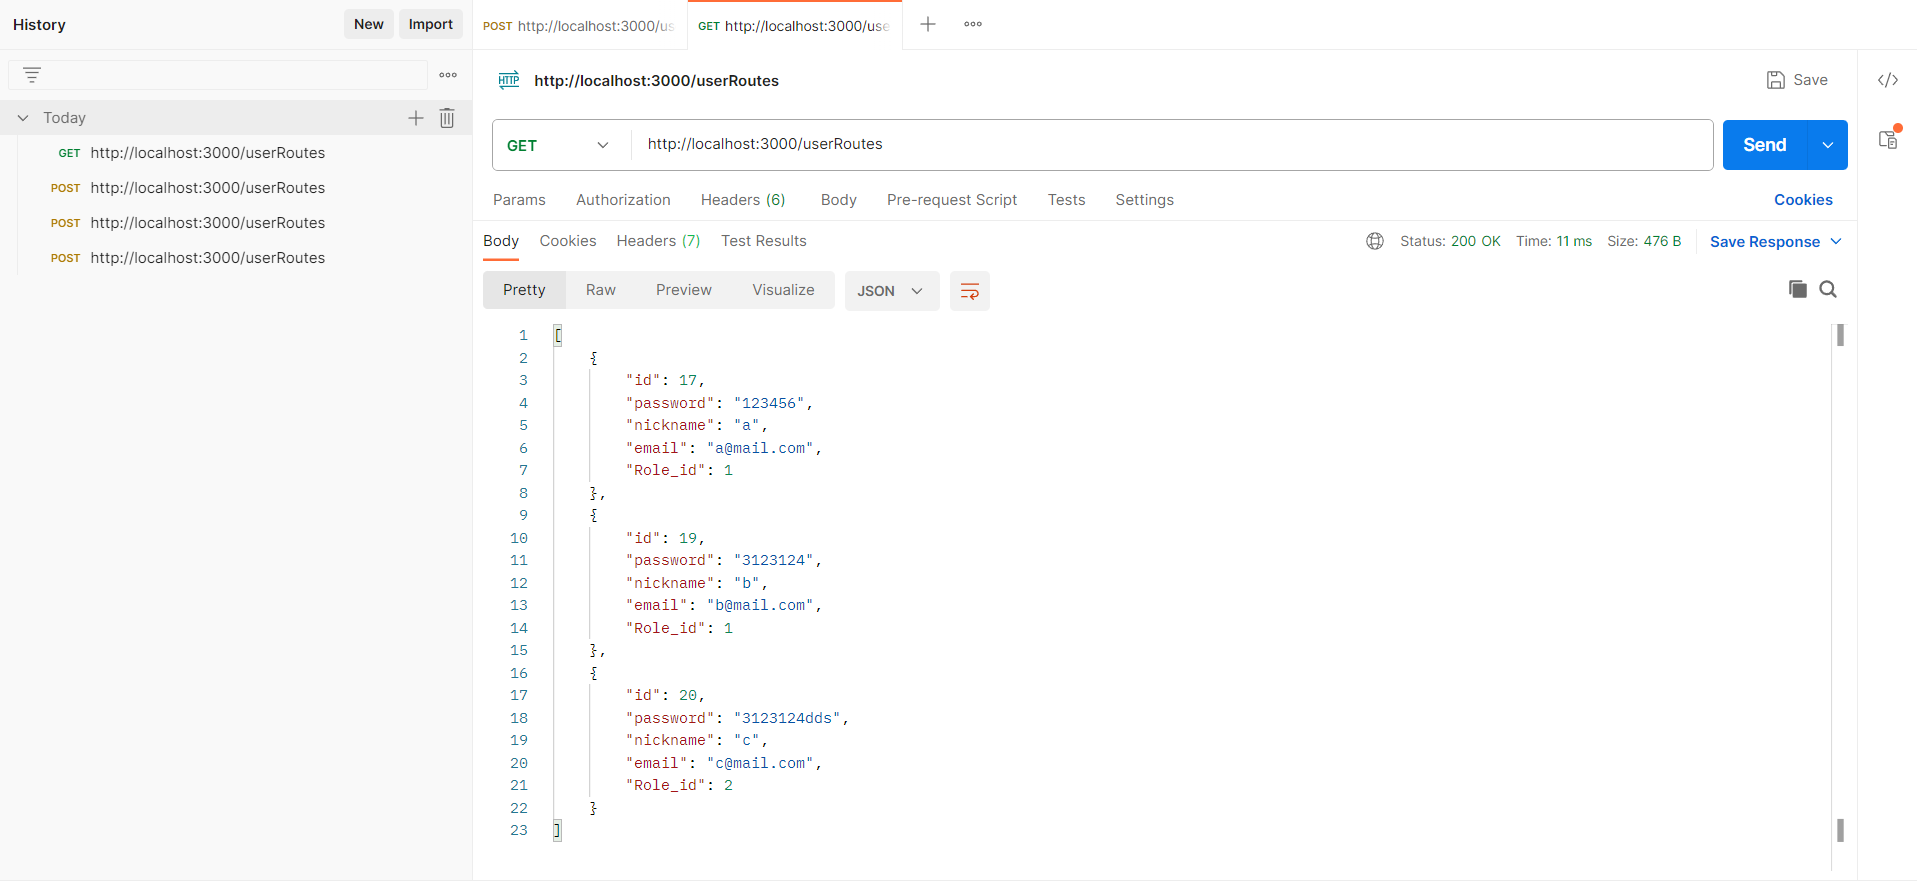 History
New
Import
POST http://localhost:3000/us
GET http://localhost:3000/use
HTTP http://localhost:3000/userRoutes
Save
Today
GET http://localhost:3000/userRoutes
POST http://localhost:3000/userRoutes
POST http://localhost:3000/userRoutes
POST http://localhost:3000/userRoutes
GET http://localhost:3000/userRoutes
Send
Params Authorization Headers (6) Body Pre-request Script Tests Settings
Cookies
Body Cookies Headers (7) Test Results
Status: 200 OK Time: 11 ms Size: 476 B Save Response
Pretty Raw Preview Visualize JSON
1 [
2 {
3 "id": 17,
4 "password": "123456",
5 "nickname": "a",
6 "email": "a@mail.com",
7 "Role_id": 1
8 },
9 {
10 "id": 19,
11 "password": "3123124",
12 "nickname": "b",
13 "email": "b@mail.com",
14 "Role_id": 1
15 },
16 {
17 "id": 20,
18 "password": "3123124dds",
19 "nickname": "c",
20 "email": "c@mail.com",
21 "Role_id": 2
22 }
23 ]